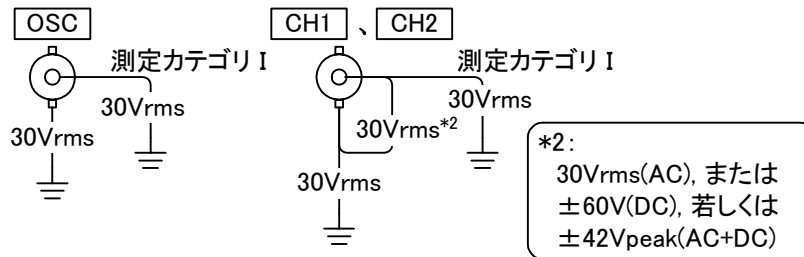 OSC
測定カテゴリ I
30Vrms
30Vrms
CH1 、 CH2
測定カテゴリ I
30Vrms
30Vrms*2
30Vrms
*2:
30Vrms(AC), または
±60V(DC), 若しくは
±42Vpeak(AC+DC)